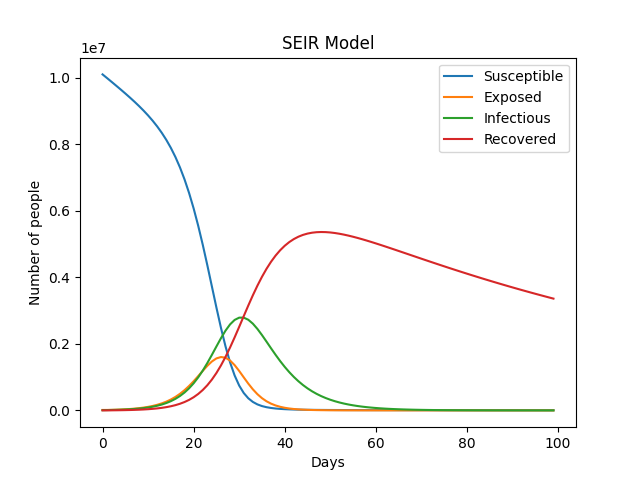 SEIR Model
1e7
Susceptible
Exposed
Infectious
Recovered
1.0
0.8
0.6
0.4
0.2
0.0
Number of people
0 20 40 60 80 100
Days